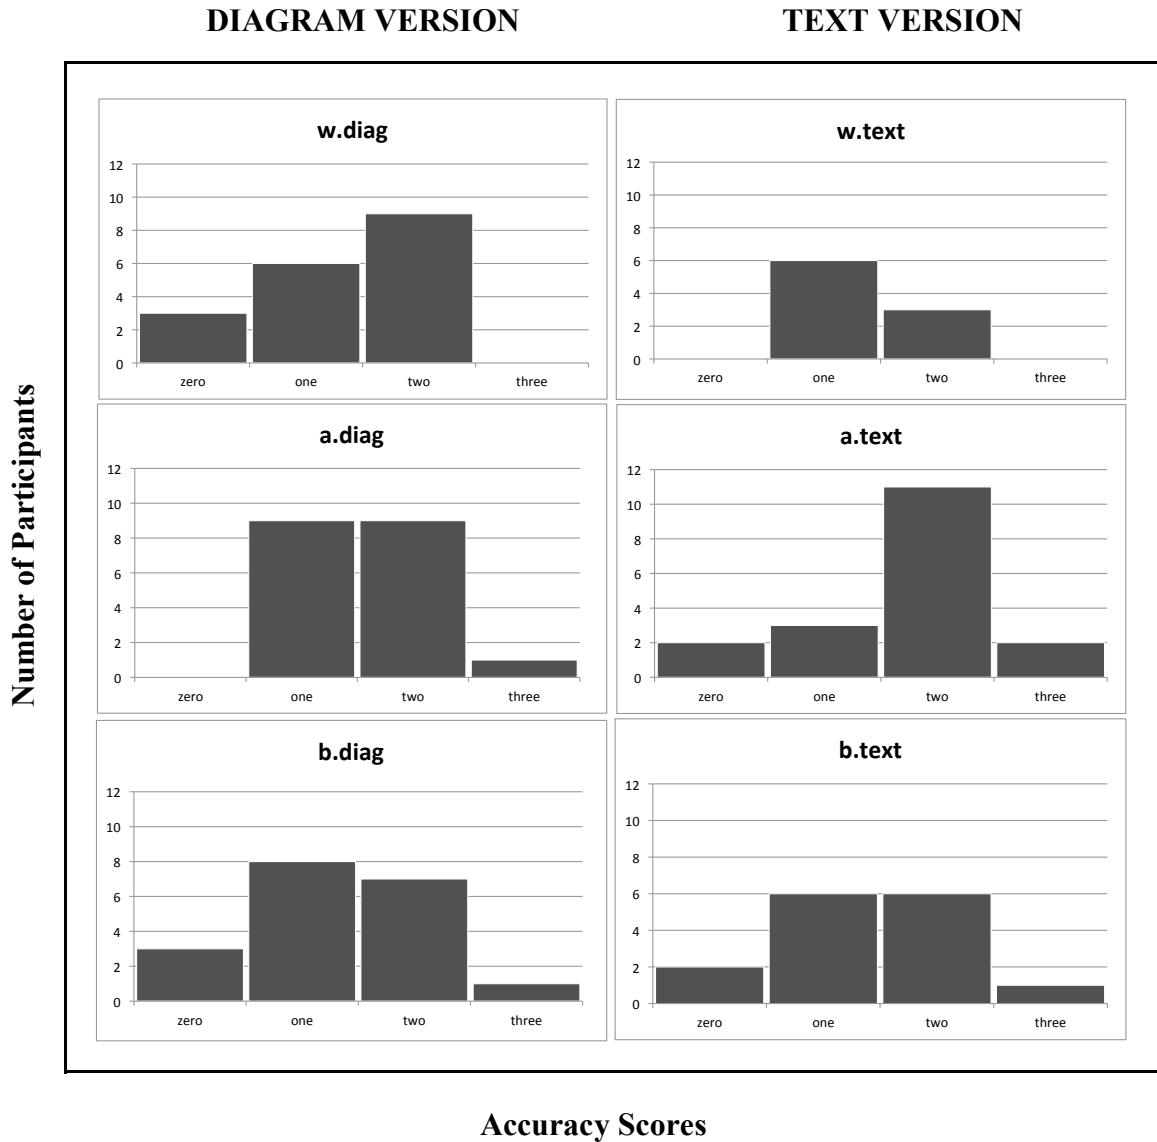 DIAGRAM VERSION TEXT VERSION
w.diag
12
10
8
6
4
2
0
zero one two three
w.text
12
10
8
6
4
2
0
zero one two three
a.diag
12
10
8
6
4
2
0
zero one two three
a.text
12
10
8
6
4
2
0
zero one two three
b.diag
12
10
8
6
4
2
0
zero one two three
b.text
12
10
8
6
4
2
0
zero one two three
Number of Participants
Accuracy Scores